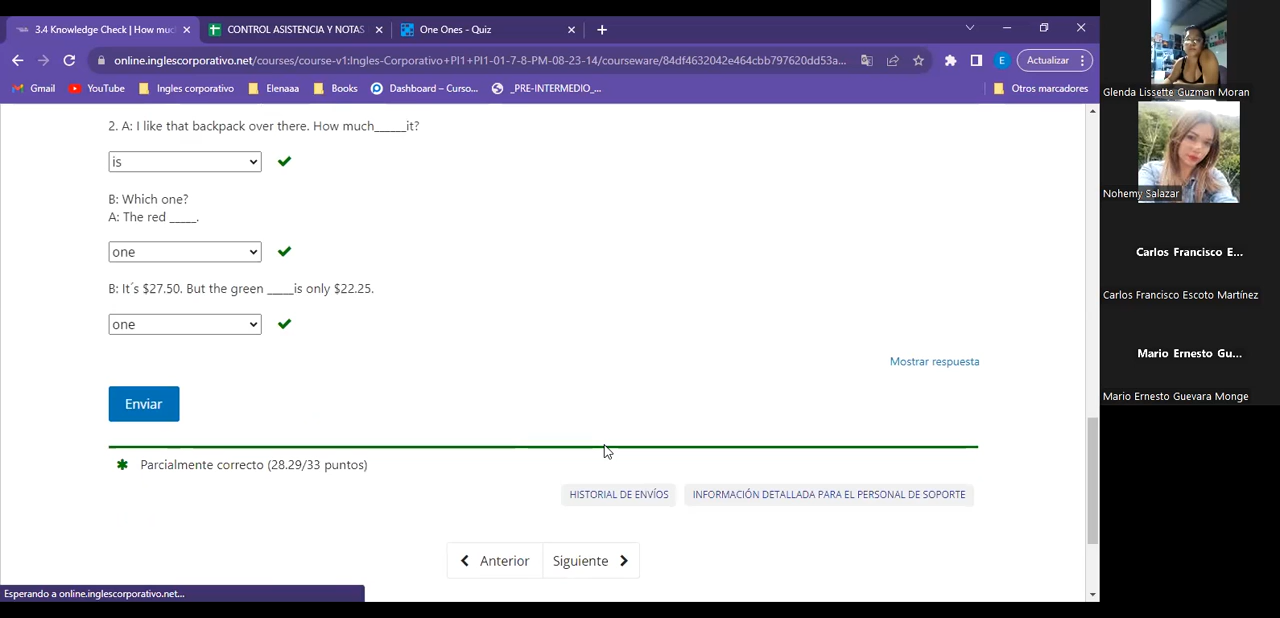 3.4 Knowledge Check | How muc
CONTROL ASISTENCIA Y NOTAS
One Ones - Quiz
online.inglescorporativo.net/courses/course-v1:Ingles-Corporativo+PI1+PI1-01-7-8-PM-08-23-14/courseware/84df4632042e464cbb797620dd53a...
E
Actualizar
Gmail
YouTube
Ingles corporativo
Elenaaa
Books
Dashboard – Curso...
_PRE-INTERMEDIO_...
Otros marcadores
2. A: I like that backpack over there. How much_____it?
is
B: Which one?
A: The red _____.
one
B: It´s $27.50. But the green _____is only $22.25.
one
Mostrar respuesta
Enviar
Parcialmente correcto (28.29/33 puntos)
HISTORIAL DE ENVÍOS
INFORMACIÓN DETALLADA PARA EL PERSONAL DE SOPORTE
Anterior
Siguiente
Esperando a online.inglescorporativo.net...
Glenda Lissette Guzman Moran
Nohemy Salazar
Carlos Francisco E...
Carlos Francisco Escoto Martínez
Mario Ernesto Gu...
Mario Ernesto Guevara Monge